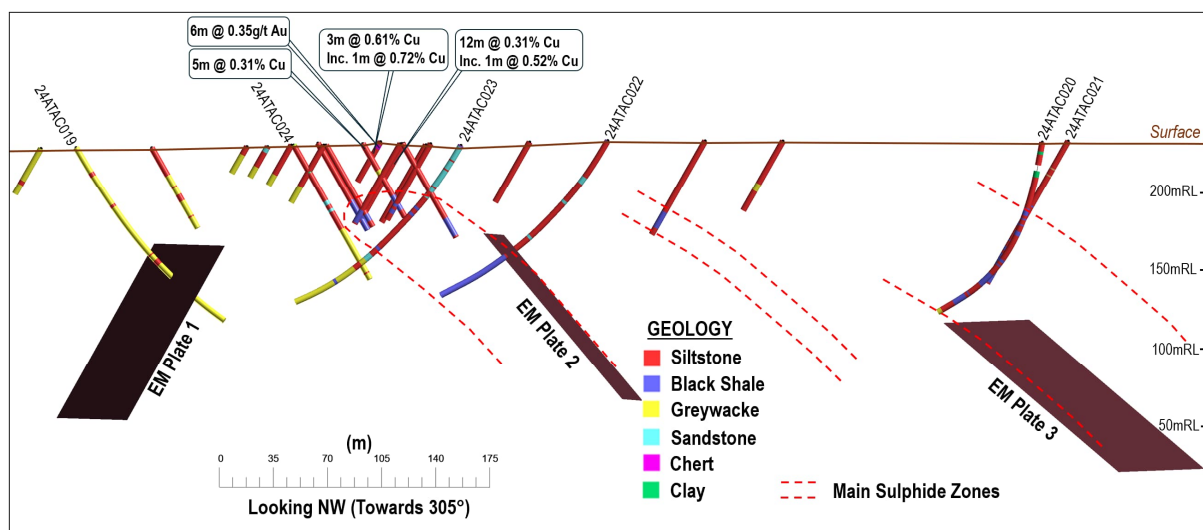 6m @ 0.35g/t Au
3m @ 0.61% Cu
Inc. 1m @ 0.72% Cu
12m @ 0.31% Cu
Inc. 1m @ 0.52% Cu
5m @ 0.31% Cu
24ATAC019
24ATAC024
24ATAC023
24ATAC022
24ATAC020
24ATAC021
Surface
200mRL
150mRL
100mRL
50mRL
EM Plate 1
EM Plate 2
EM Plate 3
GEOLOGY
Siltstone
Black Shale
Greywacke
Sandstone
Chert
Clay
Main Sulphide Zones
(m)
0 35 70 105 140 175
Looking NW (Towards 305º)